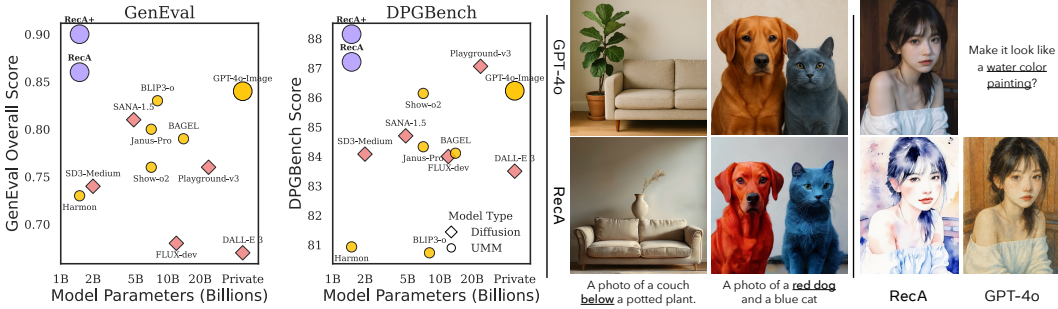 GenEval
GenEval Overall Score
0.90
0.85
0.80
0.75
0.70
RecA+
RecA
GPT-4o-Image
BLIP3-o
SANA-1.5
BAGEL
Janus-Pro
SD3-Medium
Show-o2
Playground-v3
Harmon
FLUX-dev
DALL-E 3
1B
2B
5B
10B
20B
Private
Model Parameters (Billions)
DPGBench
DPGBench Score
88
87
86
85
84
83
82
81
RecA+
RecA
Playground-v3
GPT-4o-Image
Show-o2
SANA-1.5
BAGEL
SD3-Medium
Janus-Pro
FLUX-dev
DALL-E 3
Model Type
Diffusion
UMM
BLIP3-o
Harmon
1B
2B
5B
10B
20B
Private
Model Parameters (Billions)
GPT-4o
RecA
A photo of a couch
below a potted plant.
A photo of a red dog
and a blue cat
Make it look like
a water color
painting?
RecA
GPT-4o